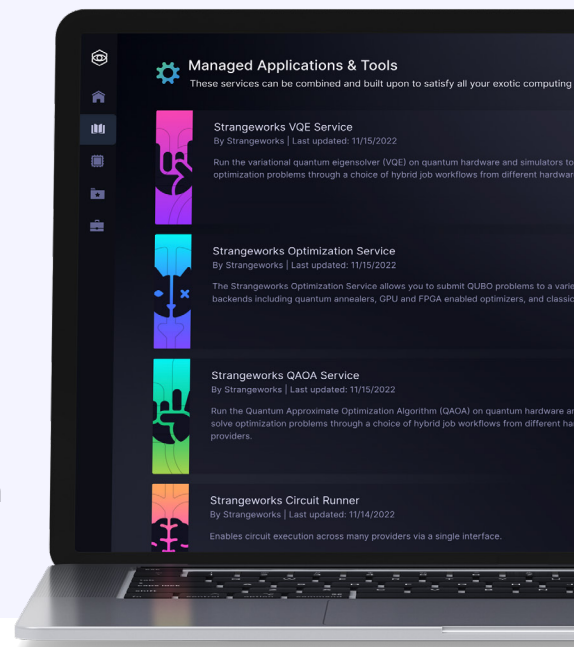 Managed Applications & Tools
These services can be combined and built upon to satisfy all your exotic computing
Strangeworks VQE Service
By Strangeworks | Last updated: 11/15/2022
Run the variational quantum eigensolver (VQE) on quantum hardware and simulators to
optimization problems through a choice of hybrid job workflows from different
Strangeworks Optimization Service
By Strangeworks | Last updated: 11/15/2022
The Strangeworks Optimization Service allows you to submit QUBO problems to a
backends including quantum annealers, GPU and FPGA enabled optimizers, and
Strangeworks QAOA Service
By Strangeworks | Last updated: 11/15/2022
Run the Quantum Approximate Optimization Algorithm (QAOA) on quantum hardware
solve optimization problems through a choice of hybrid job workflows from different
providers.
Strangeworks Circuit Runner
By Strangeworks | Last updated: 11/14/2022
Enables circuit execution across many providers via a single interface.